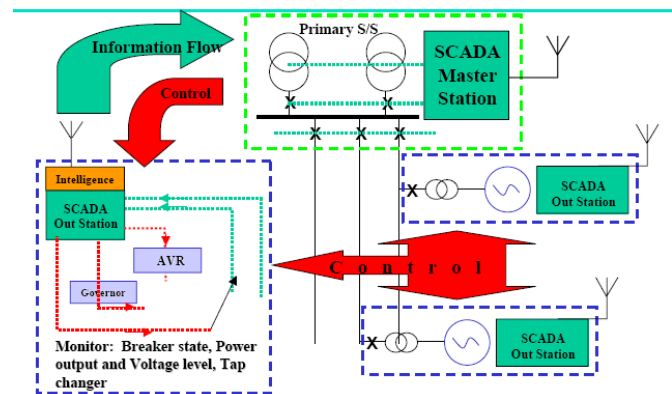 Information Flow
Primary S/S
SCADA
Master
Station
Control
Intelligence
SCADA
Out Station
AVR
Governor
Monitor: Breaker state, Power
output and Voltage level, Tap
changer
SCADA
Out Station
Control
SCADA
Out Station